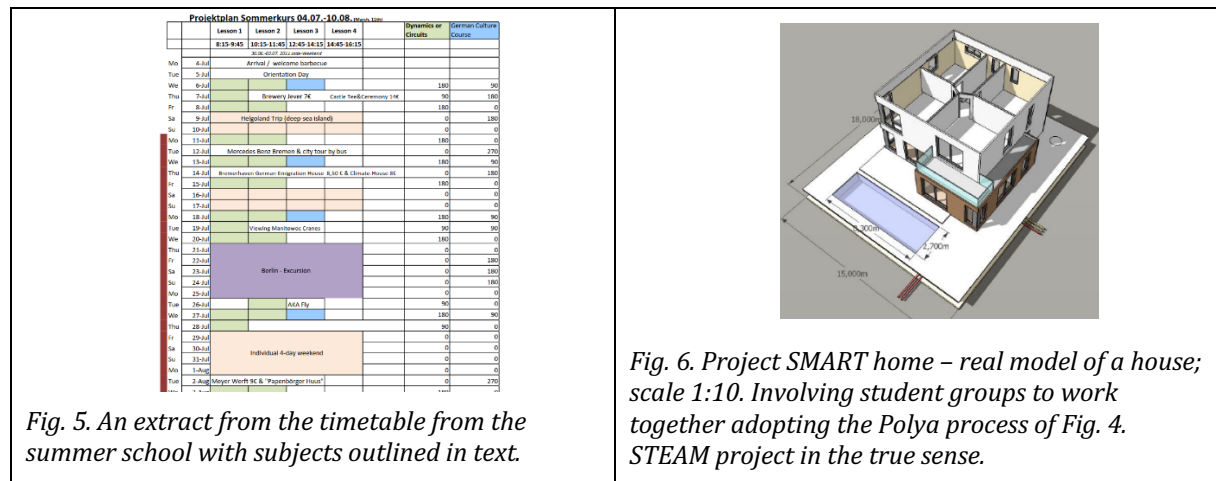 Projektplan Sommerkurs 04.07.-10.08.
Lesson 1 Lesson 2 Lesson 3 Lesson 4 Dynamics or Circuits German Culture Course
8:15-9:45 10:15-11:45 12:45-14:15 14:45-16:15
Mo 4-Jul Arrival / welcome barbecue
Tue 5-Jul Orientation Day
We 6-Jul 180 90
Thu 7-Jul Brewery Jever 7€ Castle Tee&Ceremony 14€ 90 180
Fr 8-Jul 180 0
Sa 9-Jul Helgoland Trip (deep sea island) 0 180
Su 10-Jul 0 0
Mo 11-Jul 180 0
Tue 12-Jul Mercedes Benz Bremen & city tour by bus 0 270
We 13-Jul 180 90
Thu 14-Jul Bremerhaven German Emigration House 8,50 € & Climate House 8€ 0 180
Fr 15-Jul 180 0
Sa 16-Jul 0 0
Su 17-Jul 0 0
Mo 18-Jul 180 90
Tue 19-Jul Viewing Manitowoc Cranes 90 90
We 20-Jul 180 0
Thu 21-Jul 0 0
Fr 22-Jul 0 180
Sa 23-Jul Berlin - Excursion 0 180
Su 24-Jul 0 180
Mo 25-Jul 0 0
Tue 26-Jul AKA Fly 90 0
We 27-Jul 180 90
Thu 28-Jul 90 0
Fr 29-Jul 0 0
Sa 30-Jul Individual 4-day weekend 0 0
Su 31-Jul 0 0
Mo 1-Aug 0 0
Tue 2-Aug Meyer Werft 9€ & "Papenbörger Huus" 0 270
Fig. 5. An extract from the timetable from the
summer school with subjects outlined in text.
18,000m
8,300m
2,700m
15,000m
Fig. 6. Project SMART home – real model of a house;
scale 1:10. Involving student groups to work
together adopting the Polya process of Fig. 4.
STEAM project in the true sense.